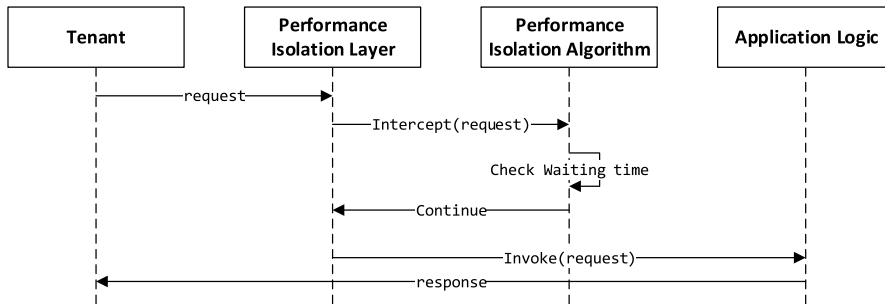 Tenant
Performance
Isolation Layer
Performance
Isolation Algorithm
Application Logic
request
Intercept(request)
Check Waiting time
Continue
Invoke(request)
response